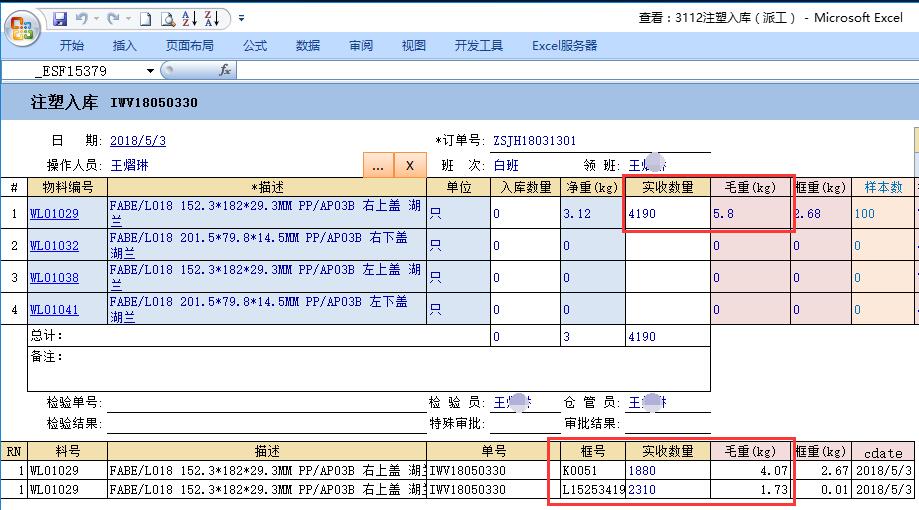 查看：3112注塑入库（派工） - Microsoft Excel
开始 插入 页面布局 公式 数据 审阅 视图 开发工具 Excel服务器
_ESF15379 fx
注塑入库 IWV18050330
日 期: 2018/5/3 *订单号: ZSJH18031301
操作人员: 王熠琳 ... X 班 次: 白班 领 班: 王
# 物料编号 *描述 单位 入库数量 净重(kg) 实收数量 毛重(kg) 框重(kg) 样本数
1 WL01029 FABE/L018 152.3*182*29.3MM PP/AP03B 右上盖 湖兰 只 0 3.12 4190 5.8 2.68 100
2 WL01032 FABE/L018 201.5*79.8*14.5MM PP/AP03B 右下盖 湖兰 只 0 0 0 0 0
3 WL01038 FABE/L018 152.3*182*29.3MM PP/AP03B 左上盖 湖兰 只 0 0 0 0 0
4 WL01041 FABE/L018 201.5*79.8*14.5MM PP/AP03B 左下盖 湖兰 只 0 0 0 0 0
总计: 0 3 4190
备注:
检验单号: 检 验 员: 王 仓 管 员: 王 琳
检验结果: 特殊审批: 审批结果:
RN 料号 描述 单号 框号 实收数量 毛重(kg) 框重(kg) cdate
1 WL01029 FABE/L018 152.3*182*29.3MM PP/AP03B 右上盖 湖 IWV18050330 K0051 1880 4.07 2.67 2018/5/3
1 WL01029 FABE/L018 152.3*182*29.3MM PP/AP03B 右上盖 湖 IWV18050330 L15253419 2310 1.73 0.01 2018/5/3